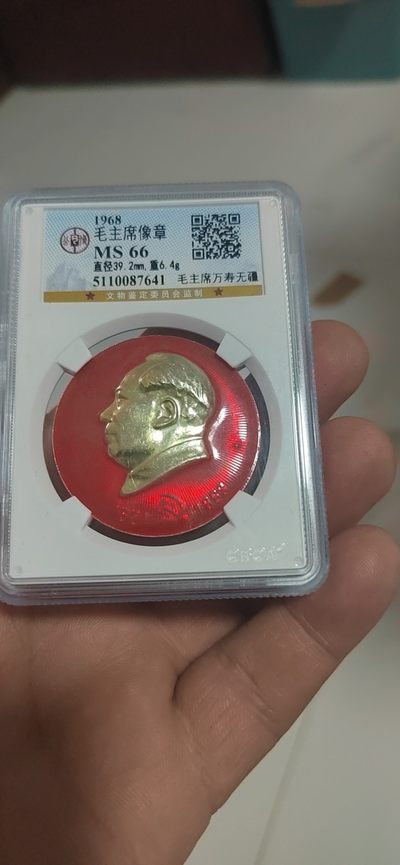 1968
毛主席像章
MS 66
直径39.2mm,重6.4g
5110087641 毛主席万寿无疆
★ 文物鉴定委员会监制 ★